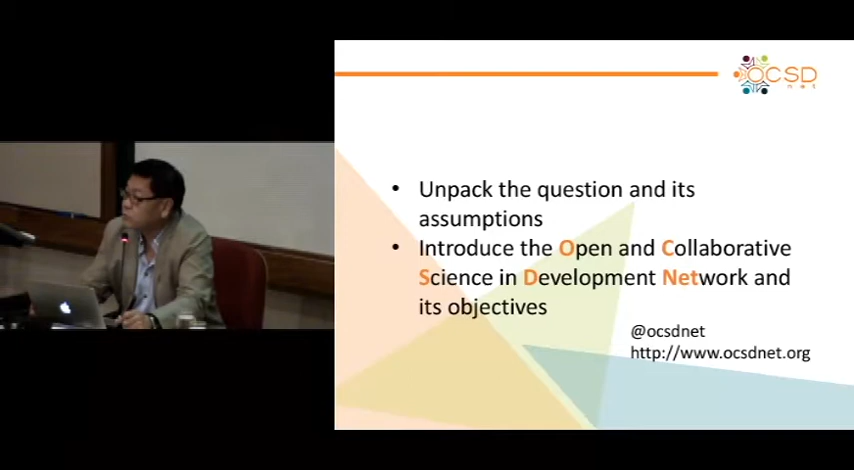 OCSD
net
• Unpack the question and its
assumptions
• Introduce the Open and Collaborative
Science in Development Network and
its objectives
@ocsdnet
http://www.ocsdnet.org